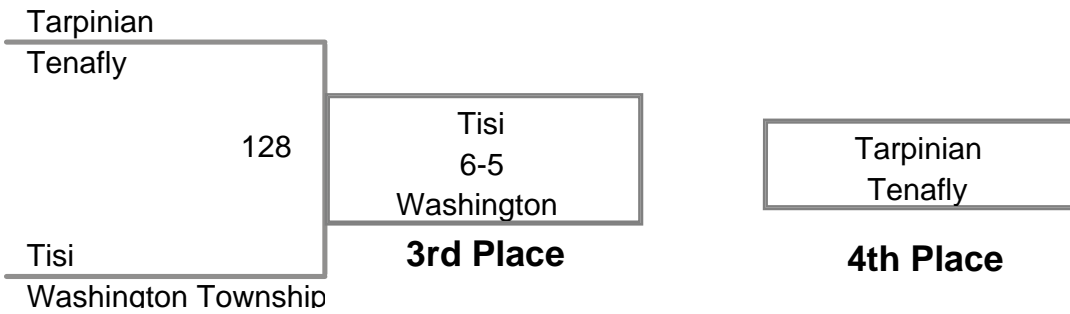 Tarpinian
Tenafly
128
Tisi
6-5
Washington
3rd Place
Tarpinian
Tenafly
4th Place
Tisi
Washington Township